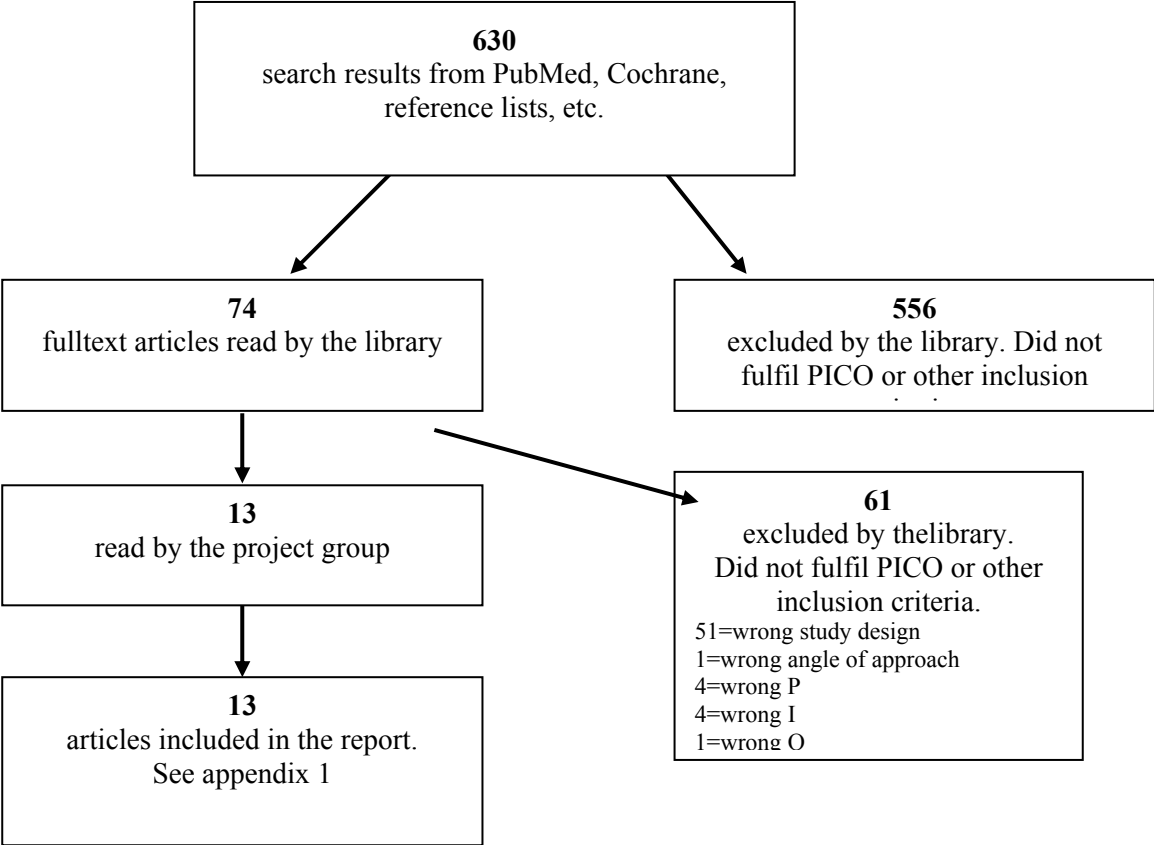 630
search results from PubMed, Cochrane,
reference lists, etc.
74
fulltext articles read by the library
556
excluded by the library. Did not
fulfil PICO or other inclusion
13
read by the project group
61
excluded by thelibrary.
Did not fulfil PICO or other
inclusion criteria.
51=wrong study design
1=wrong angle of approach
4=wrong P
4=wrong I
1=wrong O
13
articles included in the report.
See appendix 1